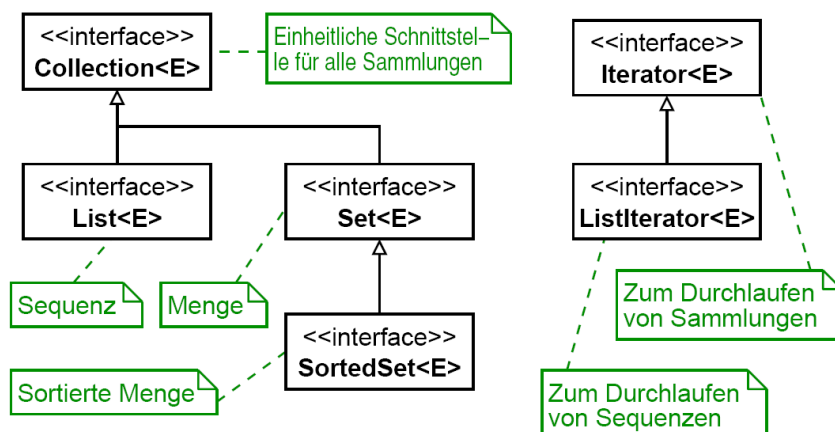 <<interface>>
Collection<E>
Einheitliche Schnittstel–
le für alle Sammlungen
<<interface>>
Iterator<E>
<<interface>>
List<E>
<<interface>>
Set<E>
<<interface>>
ListIterator<E>
Sequenz
Menge
Zum Durchlaufen
von Sammlungen
<<interface>>
SortedSet<E>
Sortierte Menge
Zum Durchlaufen
von Sequenzen